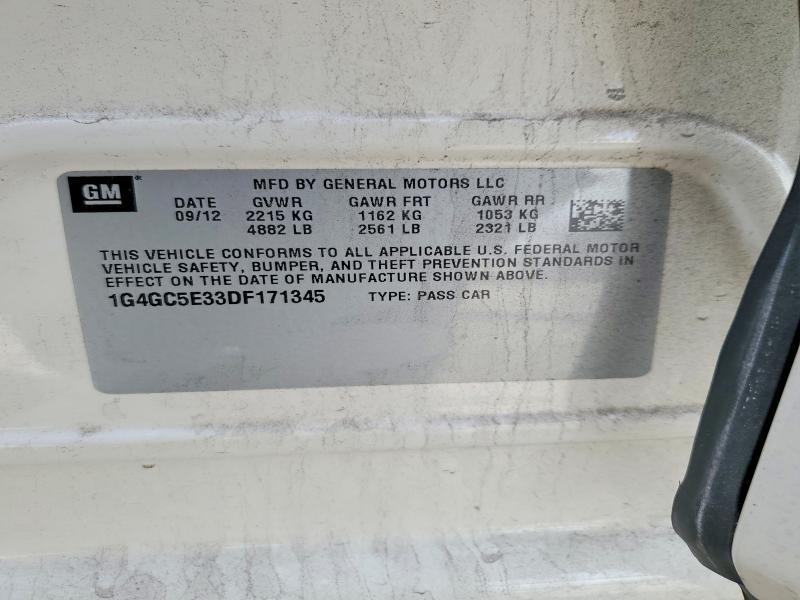 GM
MFD BY GENERAL MOTORS LLC
DATE GVWR GAWR FRT GAWR RR
09/12 2215 KG 1162 KG 1053 KG
4882 LB 2561 LB 2321 LB
THIS VEHICLE CONFORMS TO ALL APPLICABLE U.S. FEDERAL MOTOR
VEHICLE SAFETY, BUMPER, AND THEFT PREVENTION STANDARDS IN
EFFECT ON THE DATE OF MANUFACTURE SHOWN ABOVE.
1G4GC5E33DF171345 TYPE: PASS CAR